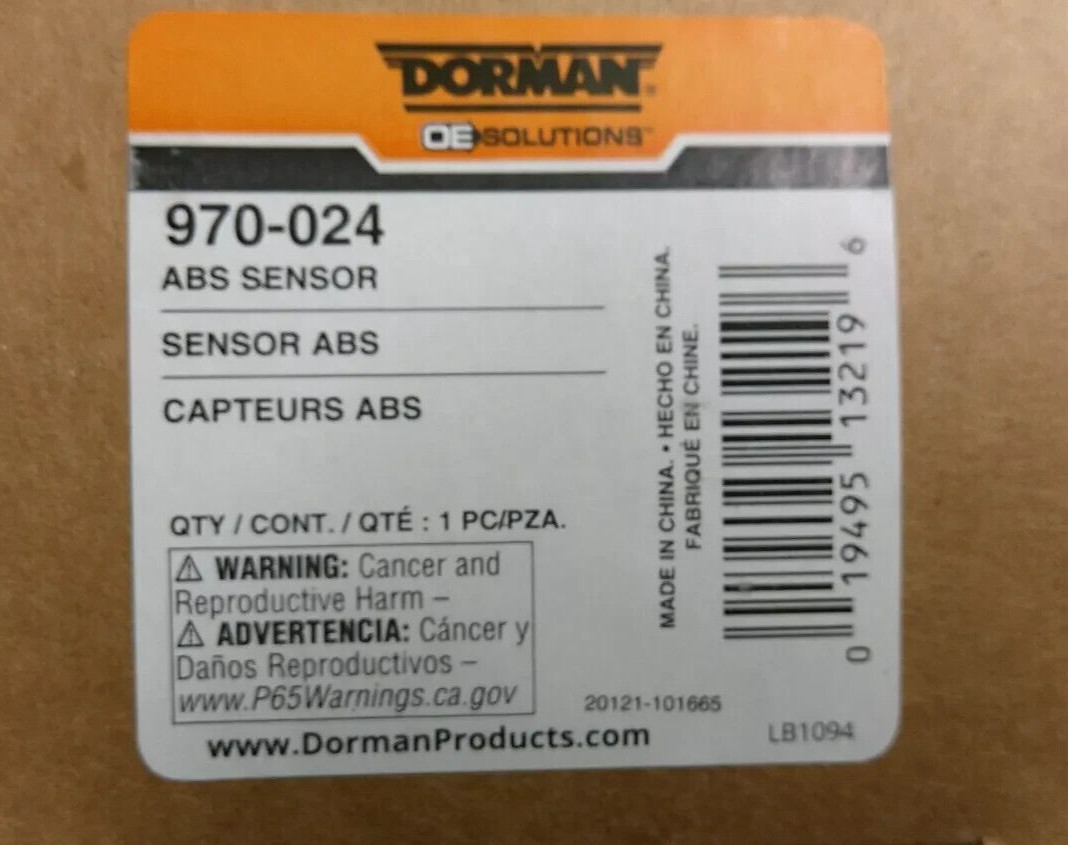 DORMAN
OE SOLUTIONS™
970-024
ABS SENSOR
SENSOR ABS
CAPTEURS ABS
QTY / CONT. / QTÉ : 1 PC/PZA.
⚠ WARNING: Cancer and
Reproductive Harm –
⚠ ADVERTENCIA: Cáncer y
Daños Reproductivos –
www.P65Warnings.ca.gov
www.DormanProducts.com
MADE IN CHINA. • HECHO EN CHINA.
FABRIQUÉ EN CHINE.
0 19495 13219 6
20121-101665
LB1094